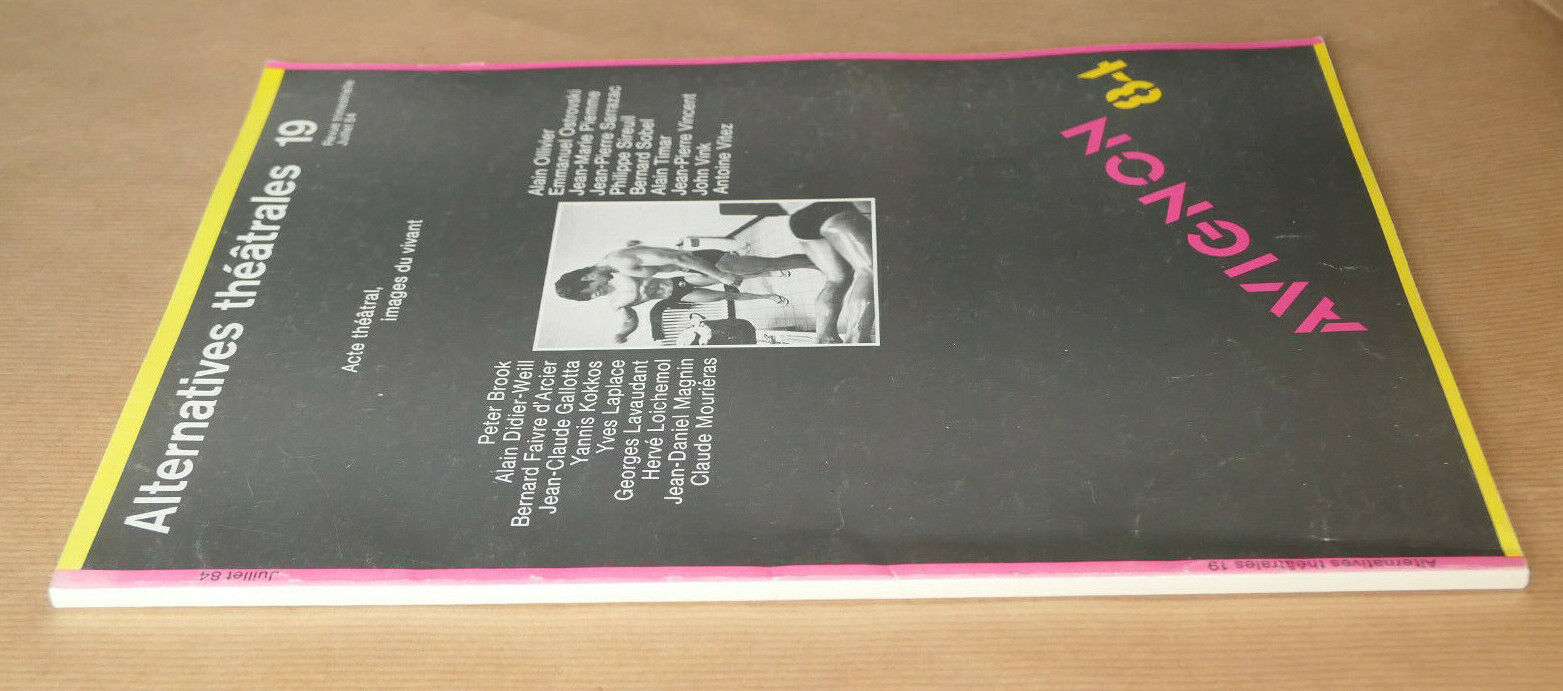 Alternatives théâtrales 19
Revue trimestrielle
Juillet 84
Acte théâtral,
images du vivant
Peter Brook
Alain Didier-Weill
Bernard Faivre d'Arcier
Jean-Claude Gallotta
Yannis Kokkos
Yves Laplace
Georges Lavaudant
Hervé Loichemol
Jean-Daniel Magnin
Claude Mouriéras
Alain Ollivier
Emmanuel Ostrovski
Jean-Marie Piemme
Jean-Pierre Sarrazac
Philippe Sireuil
Bernard Sobel
Alain Timar
Jean-Pierre Vincent
John Vink
Antoine Vitez
AVIGNON
8-4
Juillet 84
Alternatives théâtrales 19